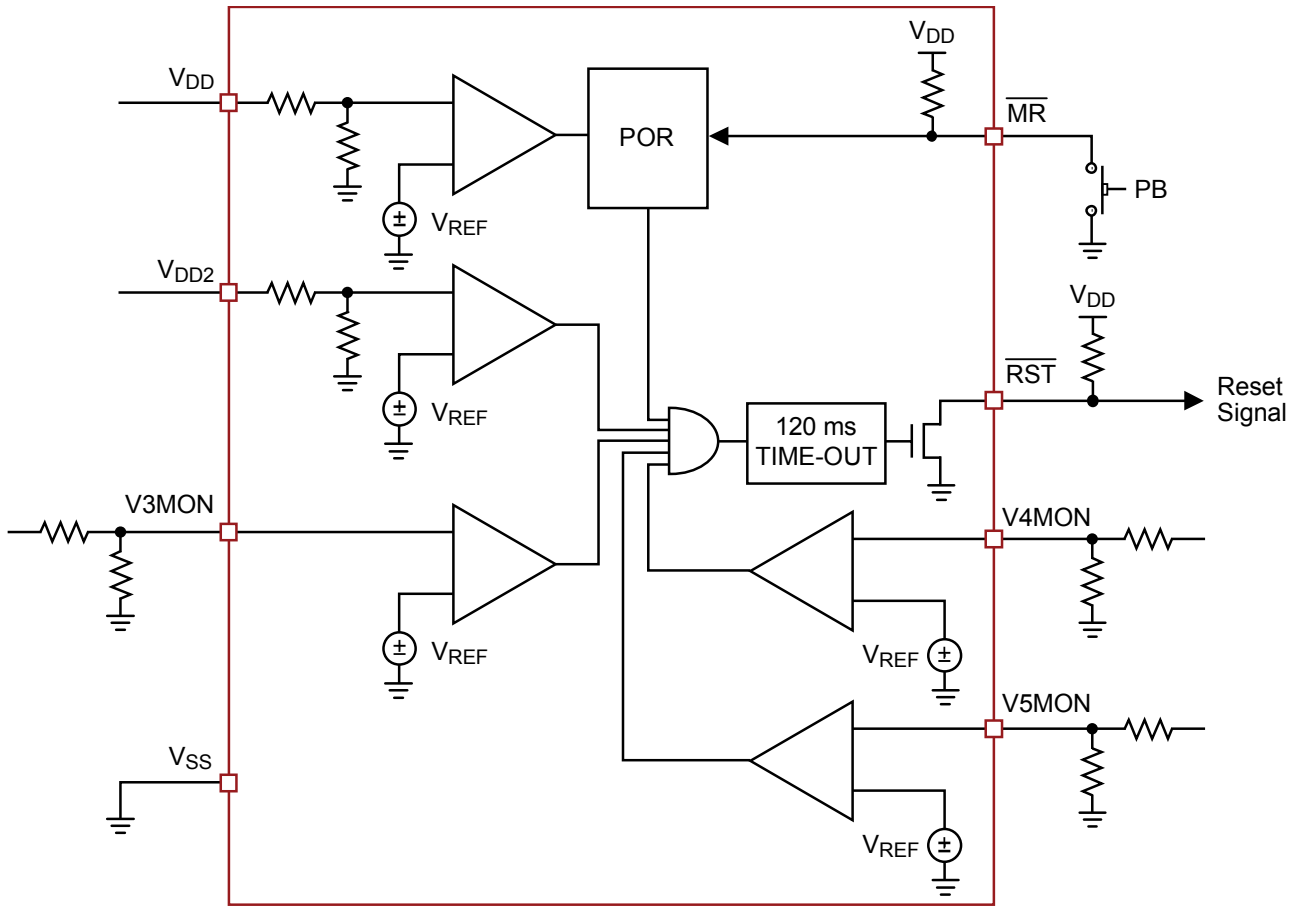 VDD
VDD
POR
MR
PB
VREF
VDD2
VDD
VREF
RST
Reset
Signal
120 ms
TIME-OUT
V3MON
V4MON
VREF
VREF
V5MON
VSS
VREF